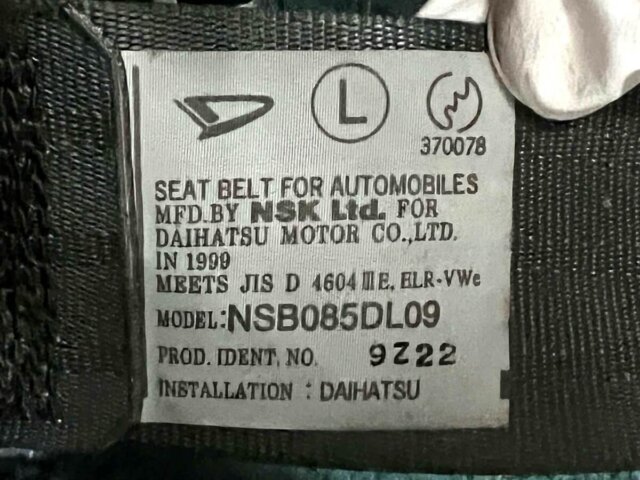 L
370078
SEAT BELT FOR AUTOMOBILES
MFD.BY NSK Ltd. FOR
DAIHATSU MOTOR CO.,LTD.
IN 1999
MEETS JIS D 4604 III E, ELR-VWe
MODEL:NSB085DL09
PROD. IDENT. NO. 9Z22
INSTALLATION : DAIHATSU